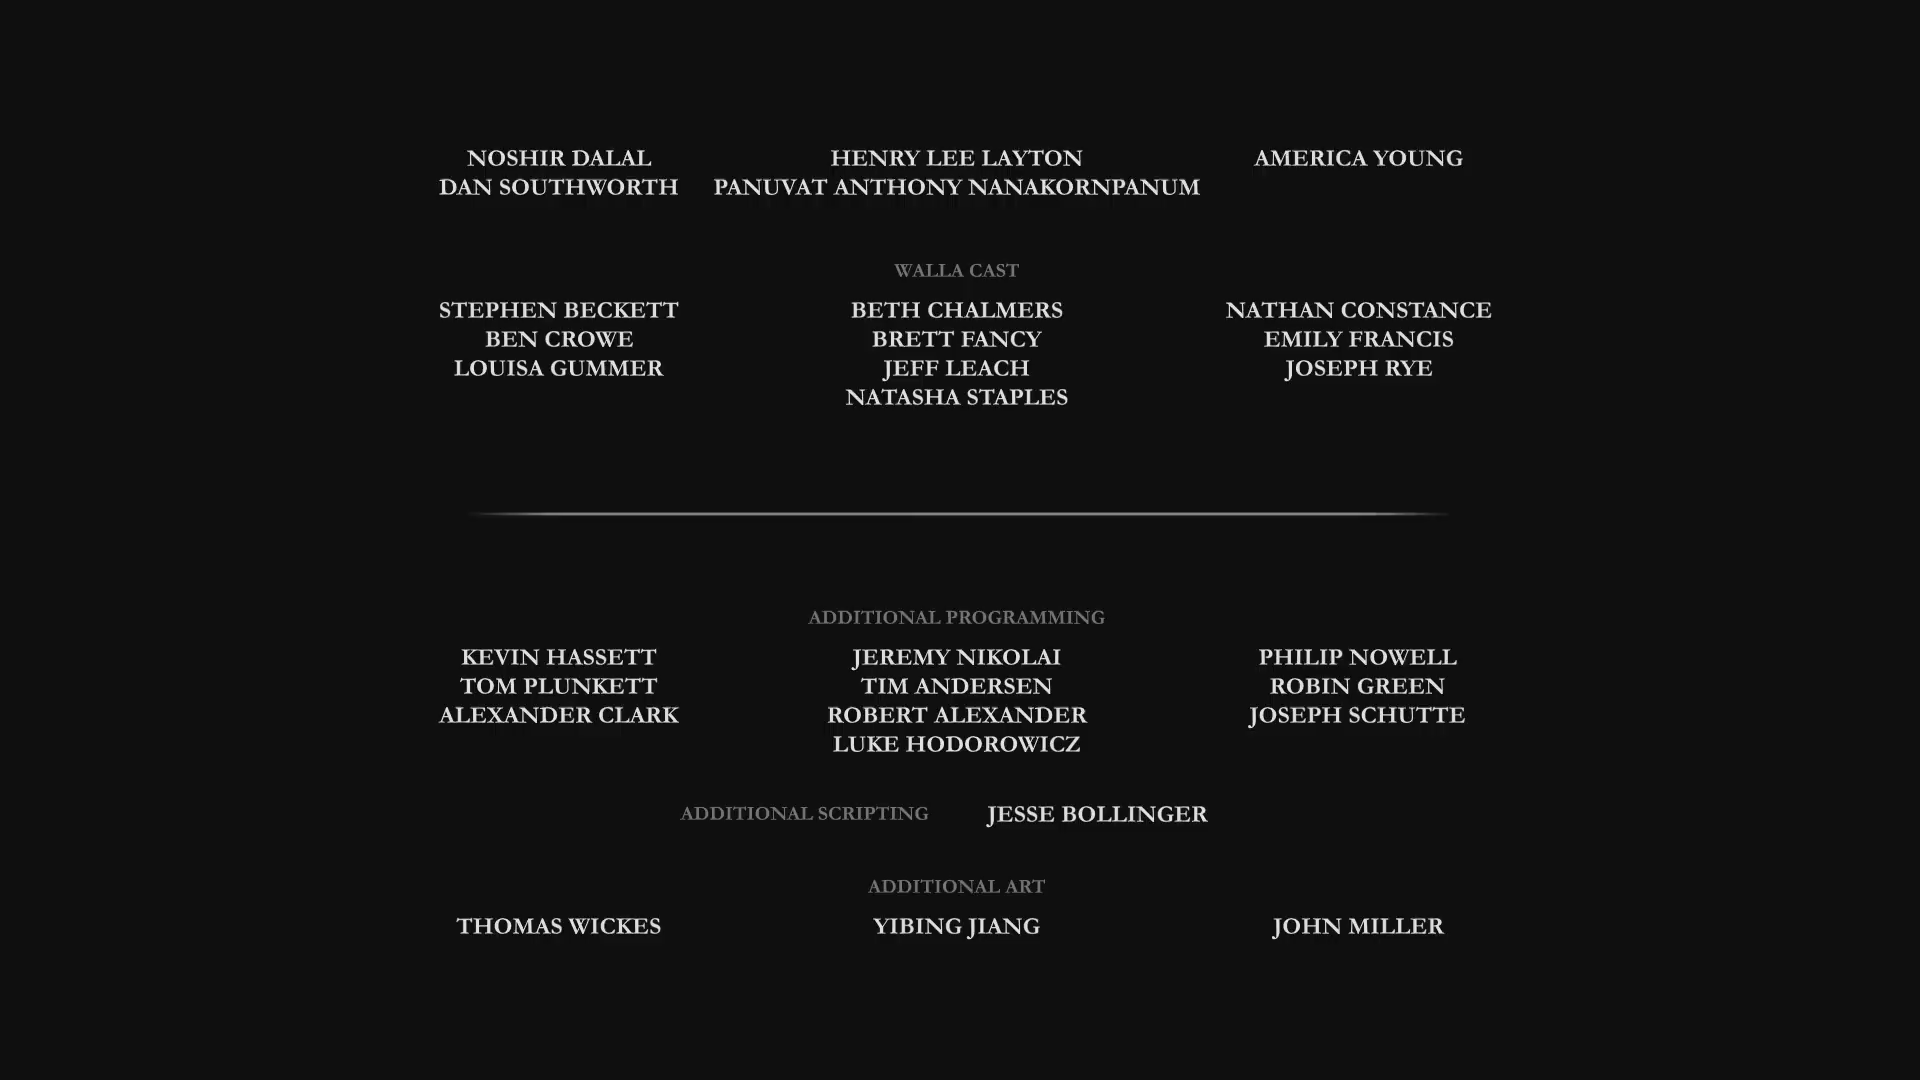 NOSHIR DALAL HENRY LEE LAYTON AMERICA YOUNG
DAN SOUTHWORTH PANUVAT ANTHONY NANAKORNPANUM
WALLA CAST
STEPHEN BECKETT BETH CHALMERS NATHAN CONSTANCE
BEN CROWE BRETT FANCY EMILY FRANCIS
LOUISA GUMMER JEFF LEACH JOSEPH RYE
NATASHA STAPLES
ADDITIONAL PROGRAMMING
KEVIN HASSETT JEREMY NIKOLAI PHILIP NOWELL
TOM PLUNKETT TIM ANDERSEN ROBIN GREEN
ALEXANDER CLARK ROBERT ALEXANDER JOSEPH SCHUTTE
LUKE HODOROWICZ
ADDITIONAL SCRIPTING JESSE BOLLINGER
ADDITIONAL ART
THOMAS WICKES YIBING JIANG JOHN MILLER